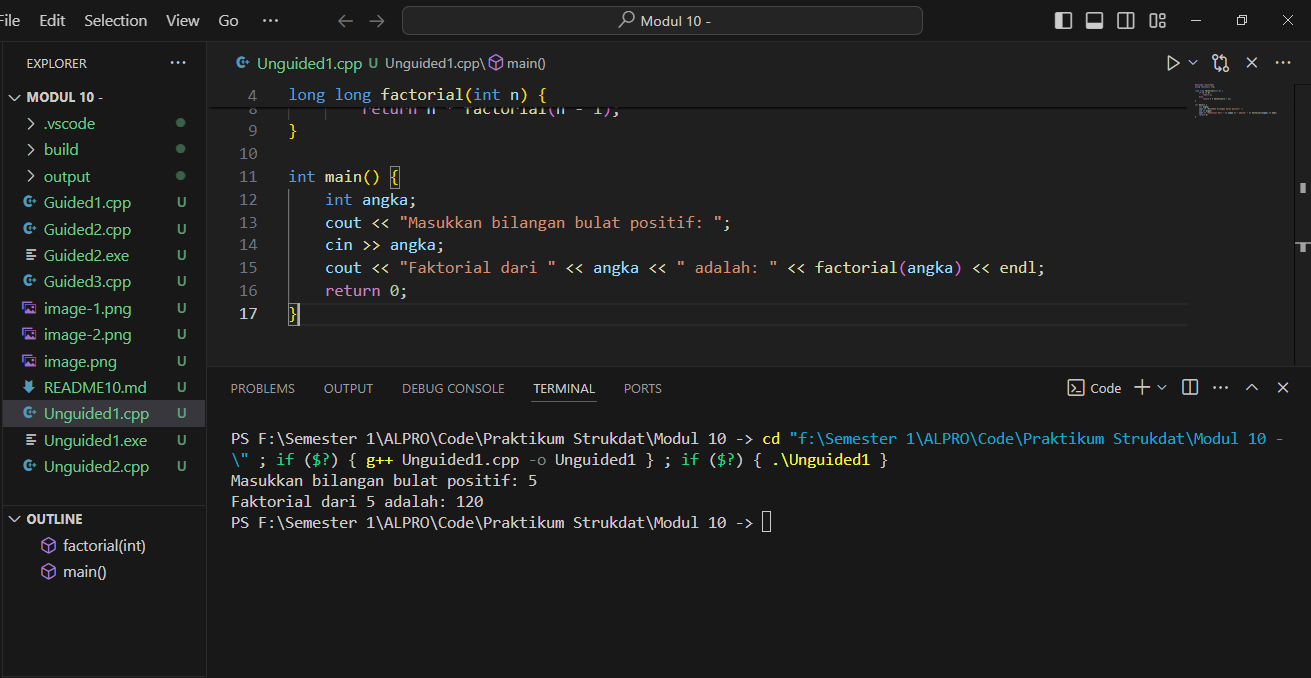 File Edit Selection View Go ···
Modul 10 -
EXPLORER ···
MODUL 10 -
.vscode
build
output
Guided1.cpp U
Guided2.cpp U
Guided2.exe U
Guided3.cpp U
image-1.png U
image-2.png U
image.png U
README10.md U
Unguided1.cpp U
Unguided1.exe U
Unguided2.cpp U
OUTLINE
factorial(int)
main()
Unguided1.cpp U Unguided1.cpp\ main()
4 long long factorial(int n) {
8 return n * factorial(n - 1);
9 }
10
11 int main() {
12 int angka;
13 cout << "Masukkan bilangan bulat positif: ";
14 cin >> angka;
15 cout << "Faktorial dari " << angka << " adalah: " << factorial(angka) << endl;
16 return 0;
17 }
PROBLEMS OUTPUT DEBUG CONSOLE TERMINAL PORTS Code
PS F:\Semester 1\ALPRO\Code\Praktikum Strukdat\Modul 10 -> cd "f:\Semester 1\ALPRO\Code\Praktikum Strukdat\Modul 10 -
\" ; if ($?) { g++ Unguided1.cpp -o Unguided1 } ; if ($?) { .\Unguided1 }
Masukkan bilangan bulat positif: 5
Faktorial dari 5 adalah: 120
PS F:\Semester 1\ALPRO\Code\Praktikum Strukdat\Modul 10 ->